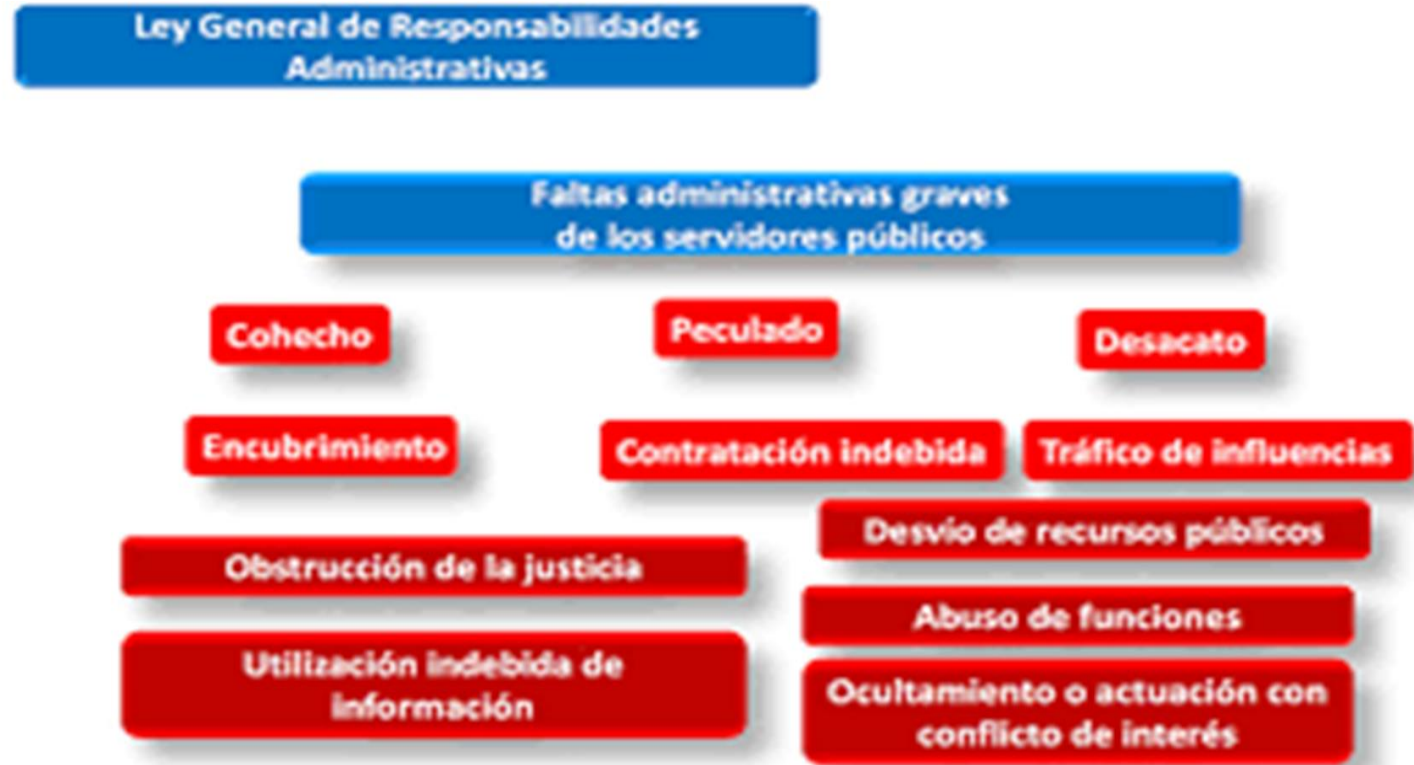 Ley General de Responsabilidades
Administrativas
Faltas administrativas graves
de los servidores públicos
Cohecho
Peculado
Desacato
Encubrimiento
Contratación indebida
Tráfico de influencias
Desvío de recursos públicos
Obstrucción de la justicia
Abuso de funciones
Utilización indebida de
información
Ocultamiento o actuación con
conflicto de interés